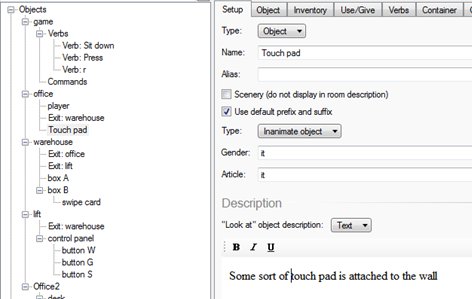 Objects
game
Verbs
Verb: Sit down
Verb: Press
Verb: r
Commands
office
player
Exit: warehouse
Touch pad
warehouse
Exit: office
Exit: lift
box A
box B
swipe card
lift
Exit: warehouse
control panel
button W
button G
button S
Office2
desk
Setup Object Inventory Use/Give Verbs Container
Type: Object
Name: Touch pad
Alias:
Scenery (do not display in room description)
Use default prefix and suffix
Type: Inanimate object
Gender: it
Article: it
Description
"Look at" object description: Text
B I U
Some sort of touch pad is attached to the wall